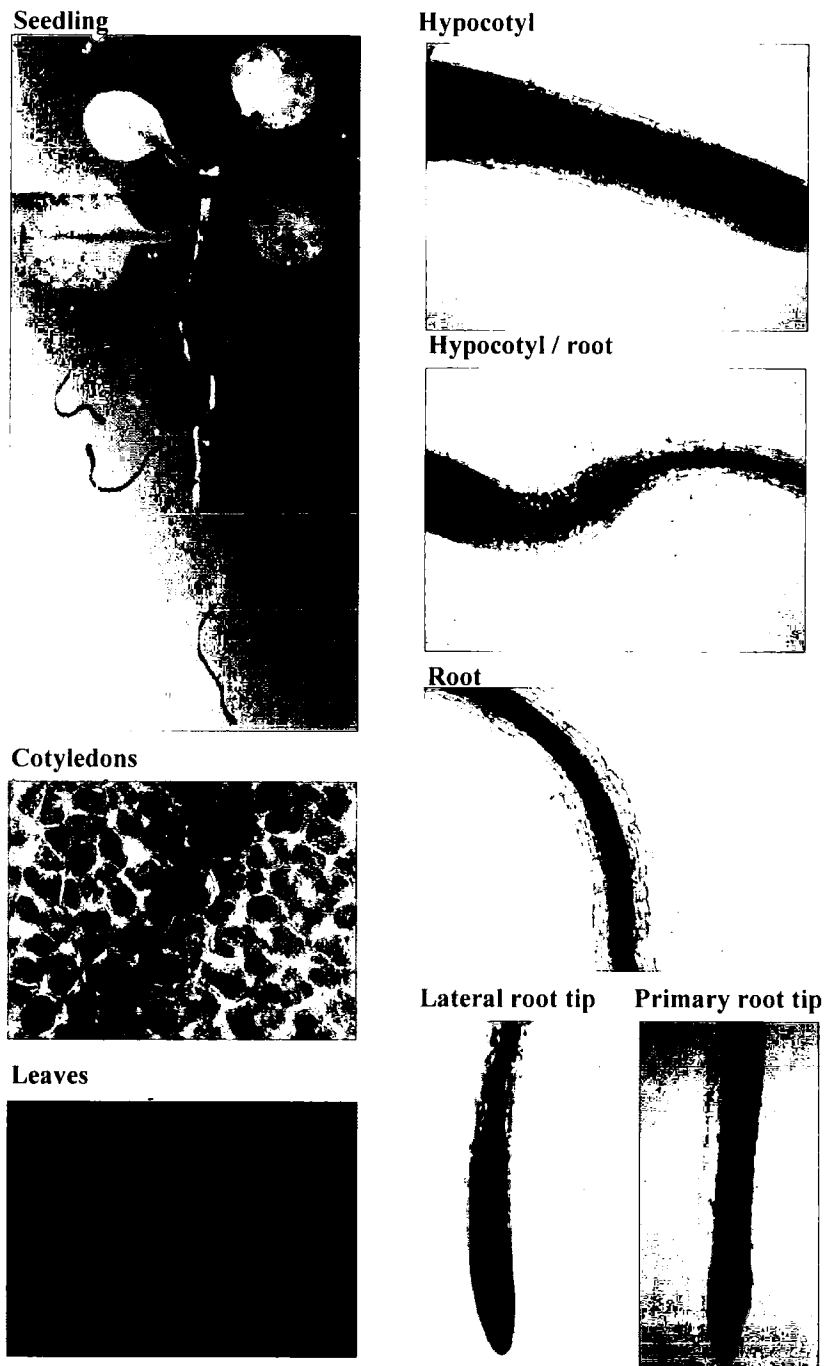 Seedling
Hypocotyl
Hypocotyl / root
Root
Cotyledons
Lateral root tip
Primary root tip
Leaves